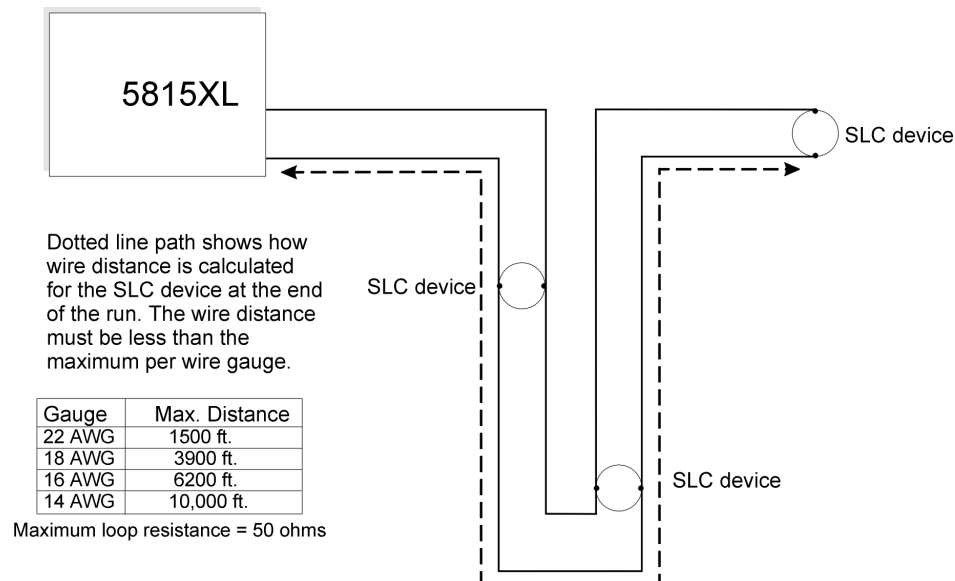 5815XL
SLC device
Dotted line path shows how
wire distance is calculated
for the SLC device at the end
of the run. The wire distance
must be less than the
maximum per wire gauge.
SLC device
Gauge Max. Distance
22 AWG 1500 ft.
18 AWG 3900 ft.
16 AWG 6200 ft.
14 AWG 10,000 ft.
SLC device
Maximum loop resistance = 50 ohms